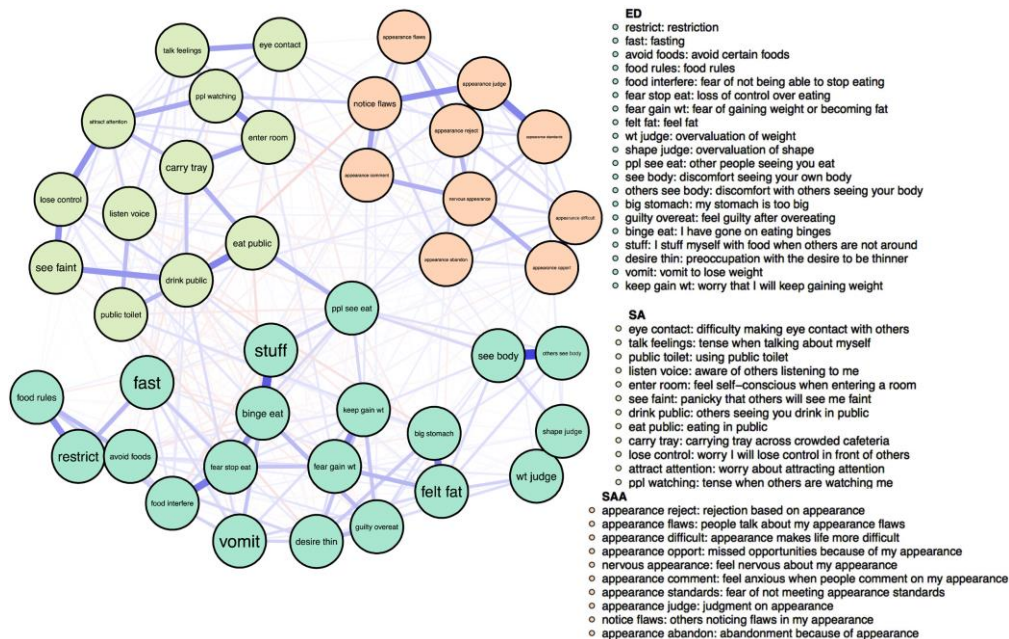 talk feelings
eye contact
appearance flaws
ppl watching
notice flaws
appearance judge
attract attention
enter room
appearance reject
appearance standards
carry tray
appearance comment
lose control
listen voice
nervous appearance
eat public
appearance difficult
see faint
drink public
appearance abandon
appearance opport
public toilet
ppl see eat
stuff
see body
others see body
fast
food rules
binge eat
keep gain wt
big stomach
shape judge
restrict
avoid foods
fear stop eat
fear gain wt
wt judge
felt fat
food interfere
guilty overeat
vomit
desire thin
ED
restrict: restriction
fast: fasting
avoid foods: avoid certain foods
food rules: food rules
food interfere: fear of not being able to stop eating
fear stop eat: loss of control over eating
fear gain wt: fear of gaining weight or becoming fat
felt fat: feel fat
wt judge: overvaluation of weight
shape judge: overvaluation of shape
ppl see eat: other people seeing you eat
see body: discomfort seeing your own body
others see body: discomfort with others seeing your body
big stomach: my stomach is too big
guilty overeat: feel guilty after overeating
binge eat: I have gone on eating binges
stuff: I stuff myself with food when others are not around
desire thin: preoccupation with the desire to be thinner
vomit: vomit to lose weight
keep gain wt: worry that I will keep gaining weight
SA
eye contact: difficulty making eye contact with others
talk feelings: tense when talking about myself
public toilet: using public toilet
listen voice: aware of others listening to me
enter room: feel self-conscious when entering a room
see faint: panicky that others will see me faint
drink public: others seeing you drink in public
eat public: eating in public
carry tray: carrying tray across crowded cafeteria
lose control: worry I will lose control in front of others
attract attention: worry about attracting attention
ppl watching: tense when others are watching me
SAA
appearance reject: rejection based on appearance
appearance flaws: people talk about my appearance flaws
appearance difficult: appearance makes life more difficult
appearance opport: missed opportunities because of my appearance
nervous appearance: feel nervous about my appearance
appearance comment: feel anxious when people comment on my appearance
appearance standards: fear of not meeting appearance standards
appearance judge: judgment on appearance
notice flaws: others noticing flaws in my appearance
appearance abandon: abandonment because of appearance